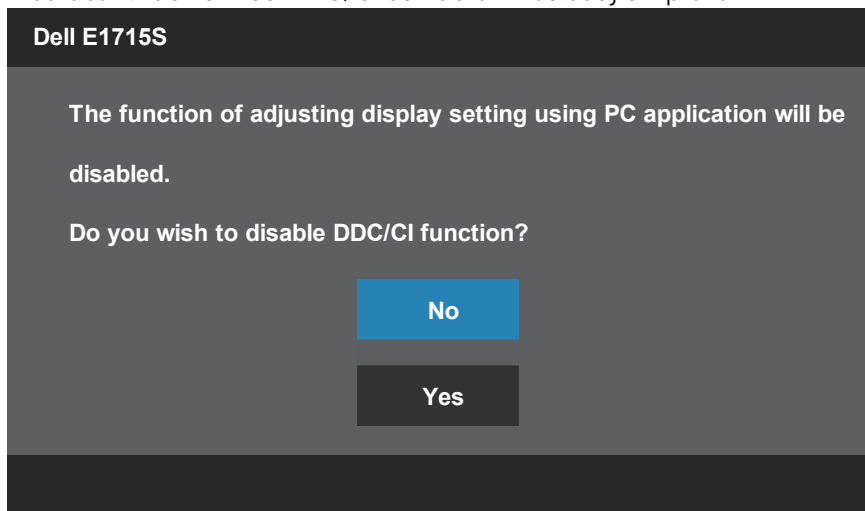 Dell E1715S
The function of adjusting display setting using PC application will be
disabled.
Do you wish to disable DDC/CI function?
No
Yes